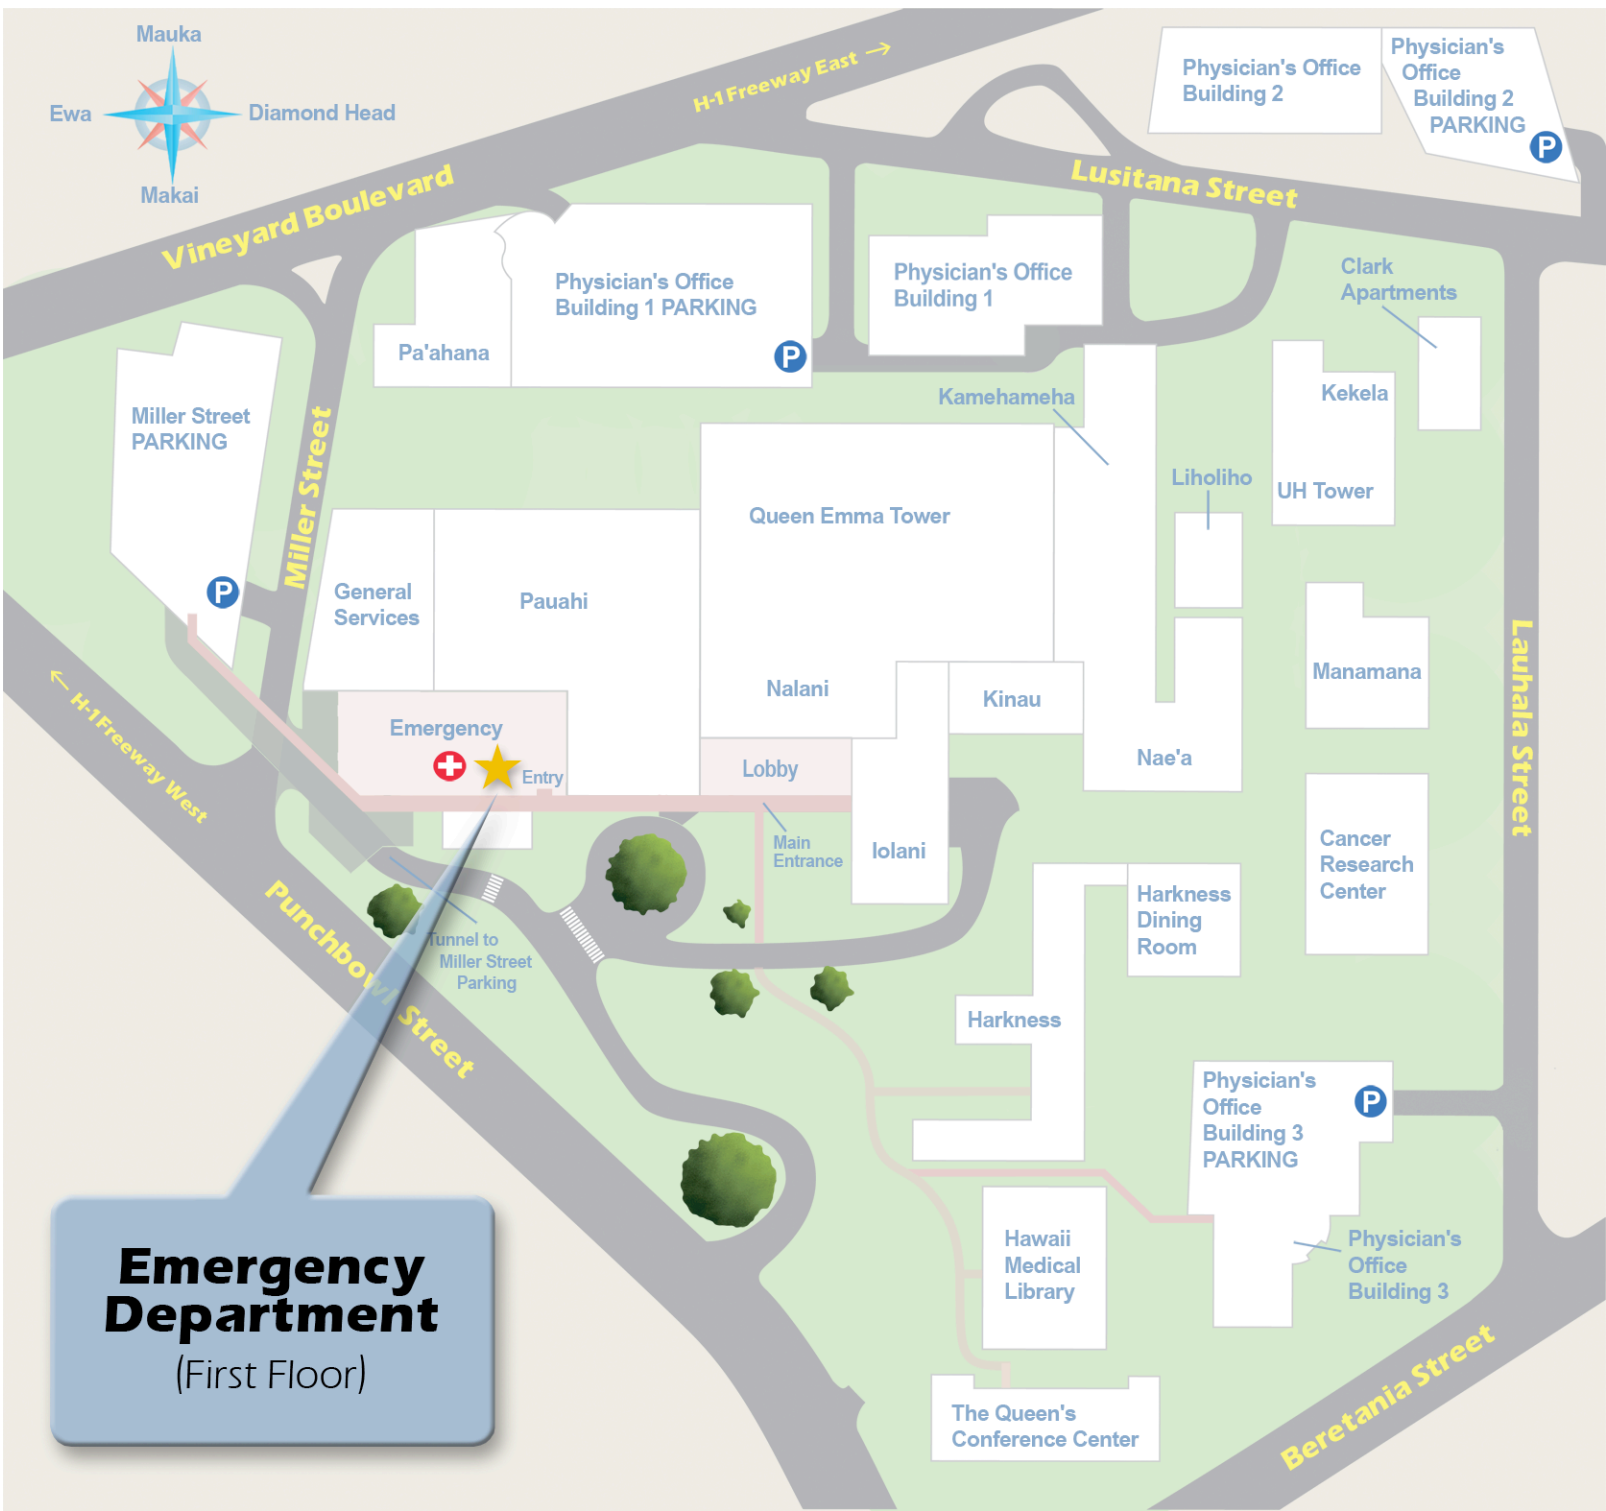 Mauka
Ewa
Diamond Head
Makai
H-1 Freeway East →
Vineyard Boulevard
Lusitana Street
Physician's Office
Building 2
Physician's
Office
Building 2
PARKING
P
Clark
Apartments
Physician's Office
Building 1 PARKING
P
Physician's Office
Building 1
Pa'ahana
Miller Street
PARKING
P
Miller Street
Kamehameha
Kekela
UH Tower
Liholiho
Queen Emma Tower
General
Services
Pauahi
Nalani
Kinau
Manamana
Lauhala Street
Nae'a
Emergency
Entry
Lobby
Main
Entrance
Iolani
← H-1 Freeway West
Cancer
Research
Center
Harkness
Dining
Room
Tunnel to
Miller Street
Parking
Punchbowl Street
Harkness
Physician's
Office
Building 3
PARKING
P
Hawaii
Medical
Library
Physician's
Office
Building 3
Emergency
Department
(First Floor)
The Queen's
Conference Center
Beretania Street